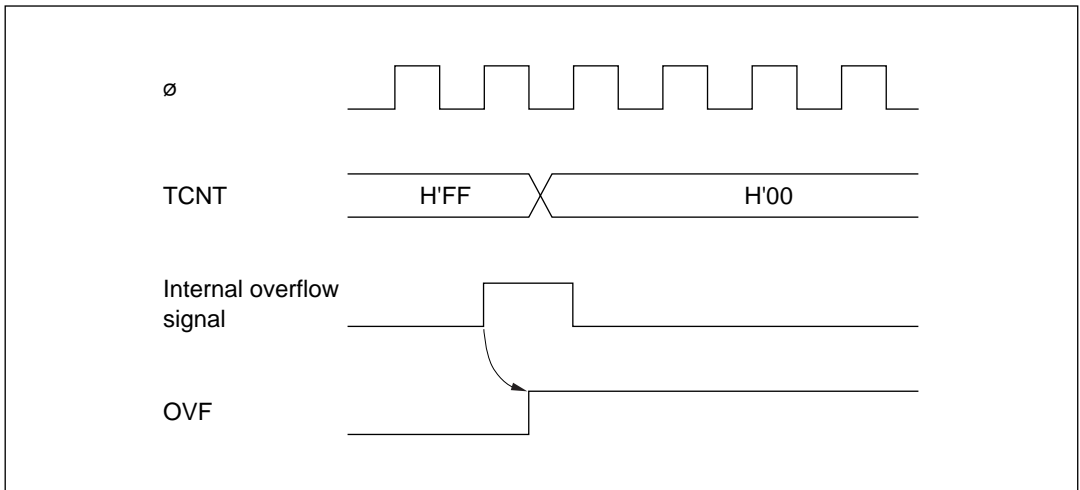 ø
TCNT
H'FF
H'00
Internal overflow
signal
OVF